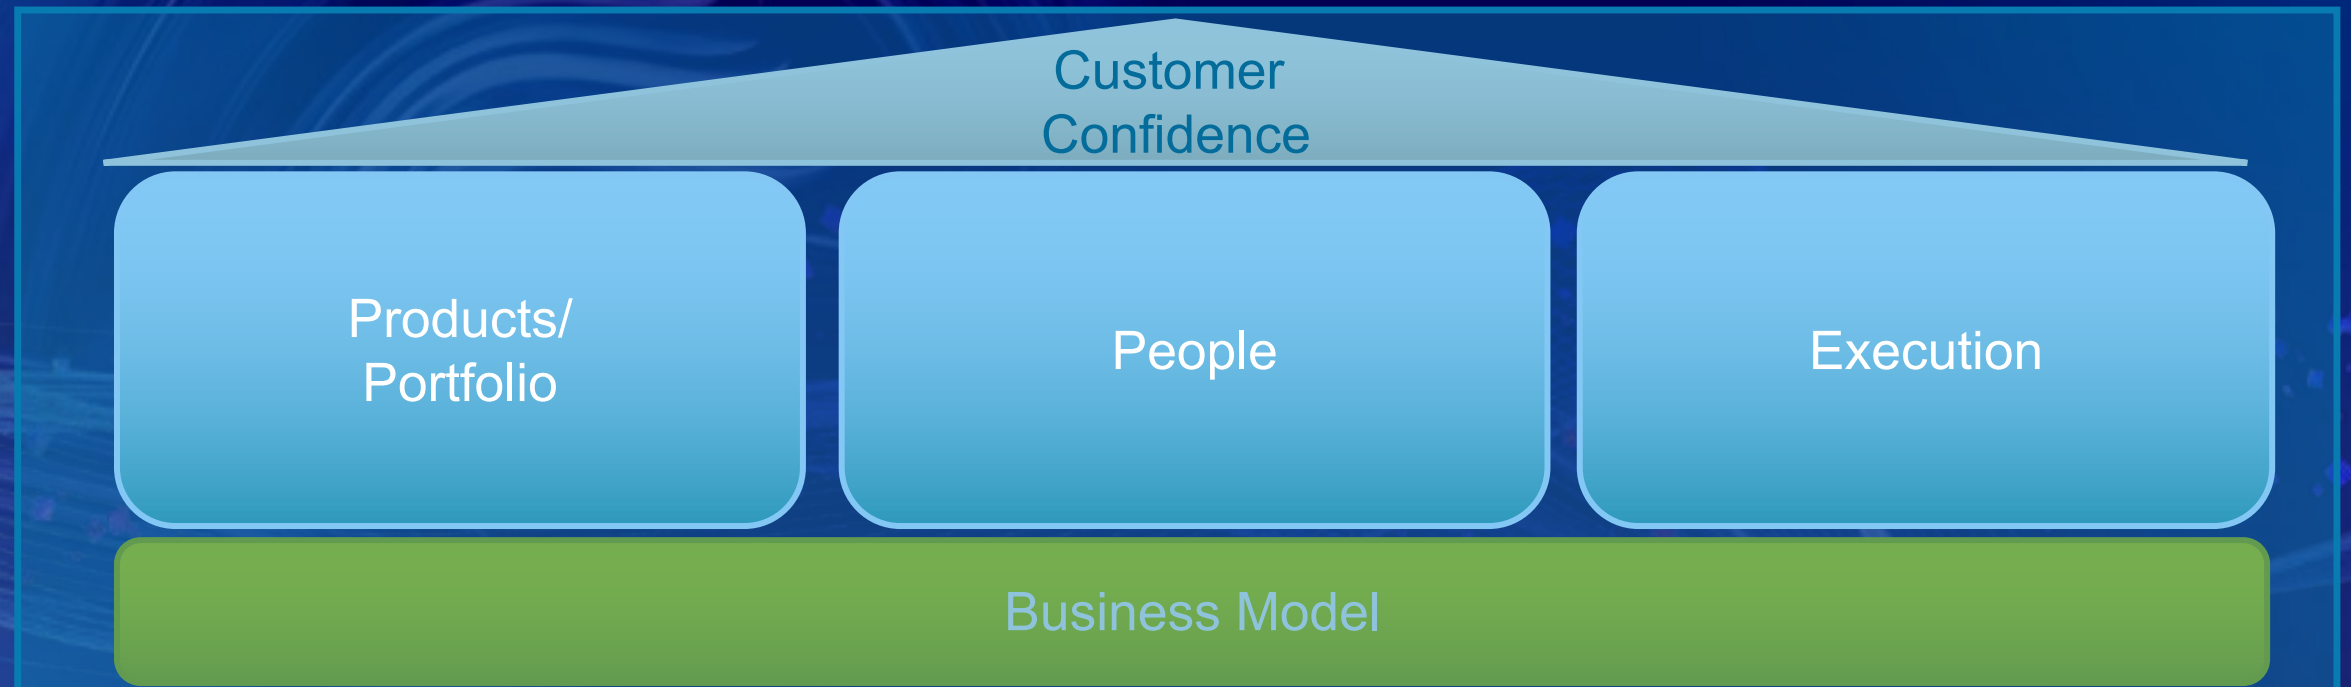 Customer
Confidence
Products/
Portfolio
People
Execution
Business Model